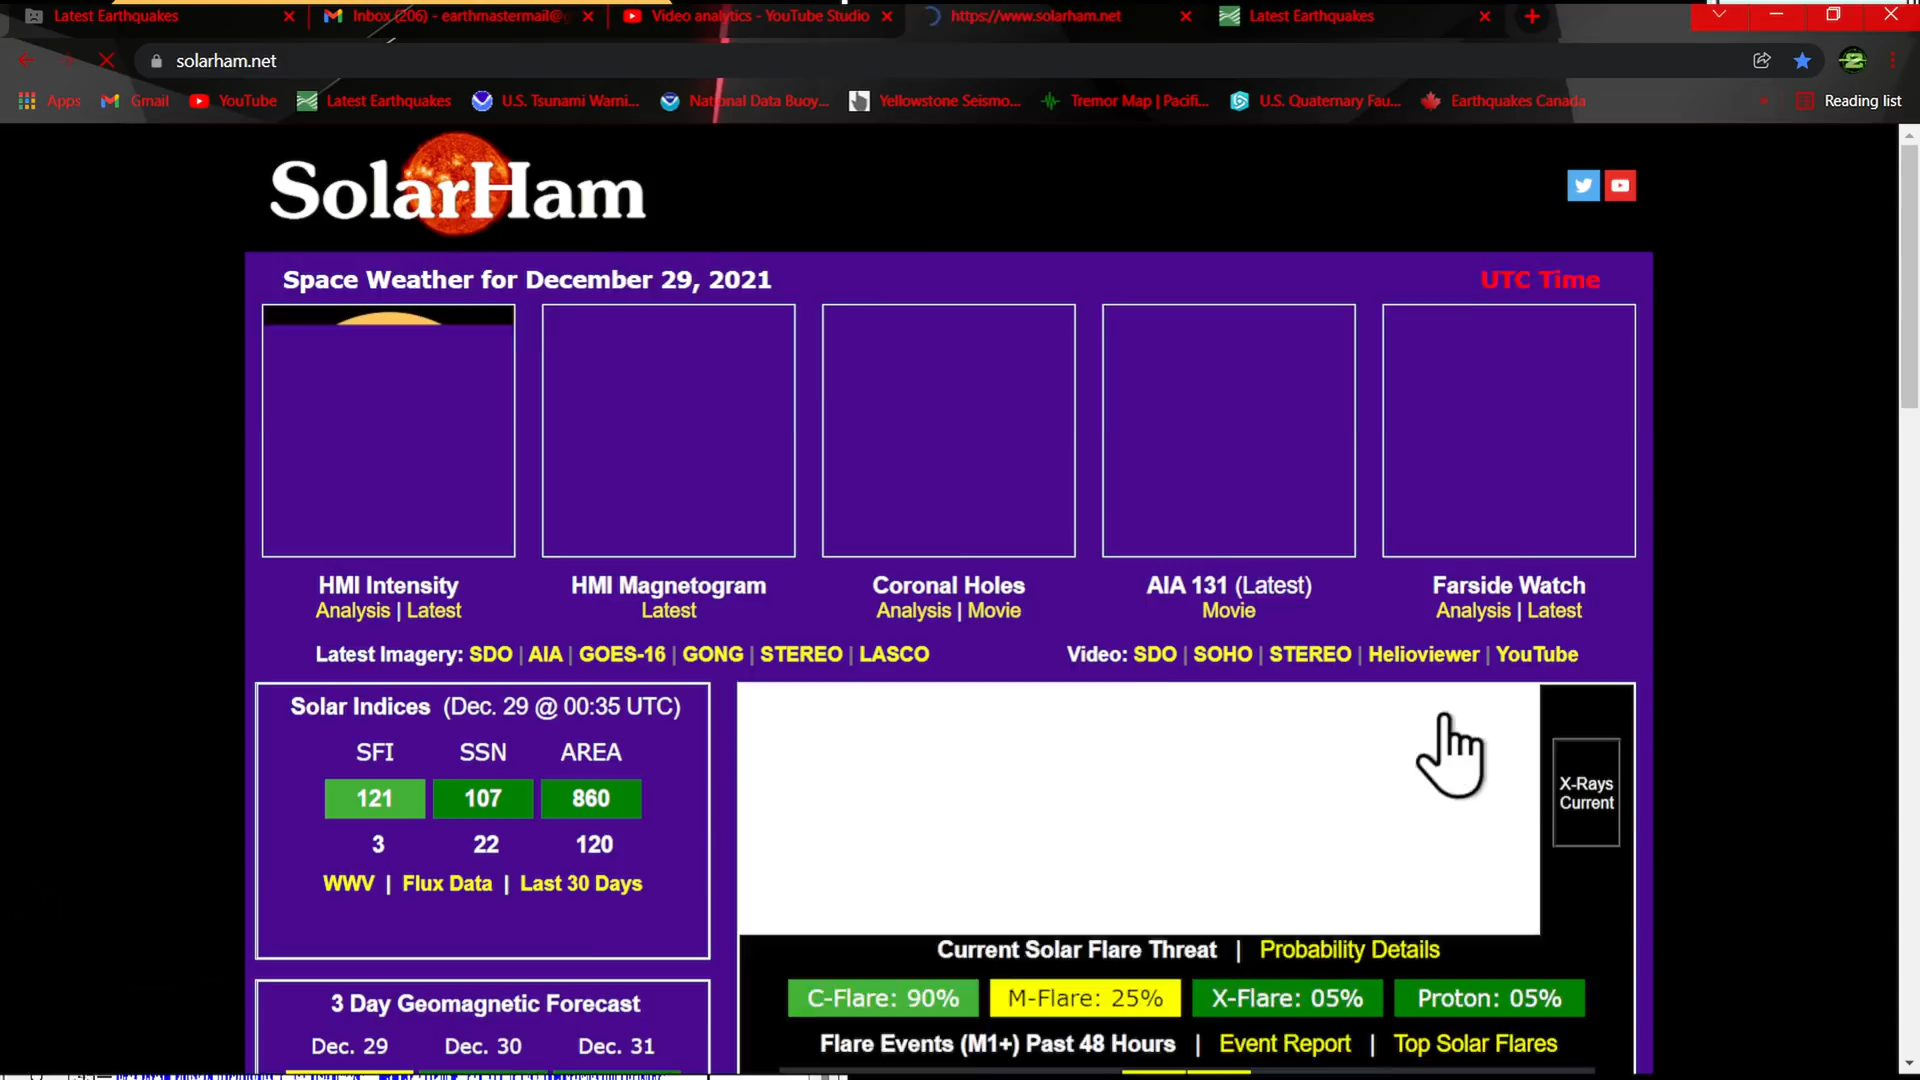 Latest Earthquakes
Inbox (206) - earthmastermail@
Video analytics - YouTube Studio
https://www.solarham.net
Latest Earthquakes
solarham.net
Apps
Gmail
YouTube
Latest Earthquakes
U.S. Tsunami Warni...
National Data Buoy...
Yellowstone Seismo...
Tremor Map | Pacifi...
U.S. Quaternary Fau...
Earthquakes Canada
Reading list
SolarHam
Space Weather for December 29, 2021
UTC Time
HMI Intensity
Analysis | Latest
HMI Magnetogram
Latest
Coronal Holes
Analysis | Movie
AIA 131 (Latest)
Movie
Farside Watch
Analysis | Latest
Latest Imagery: SDO | AIA | GOES-16 | GONG | STEREO | LASCO
Video: SDO | SOHO | STEREO | Helioviewer | YouTube
Solar Indices (Dec. 29 @ 00:35 UTC)
SFI SSN AREA
121 107 860
3 22 120
WWV | Flux Data | Last 30 Days
X-Rays
Current
Current Solar Flare Threat | Probability Details
C-Flare: 90% M-Flare: 25% X-Flare: 05% Proton: 05%
Flare Events (M1+) Past 48 Hours | Event Report | Top Solar Flares
3 Day Geomagnetic Forecast
Dec. 29 Dec. 30 Dec. 31